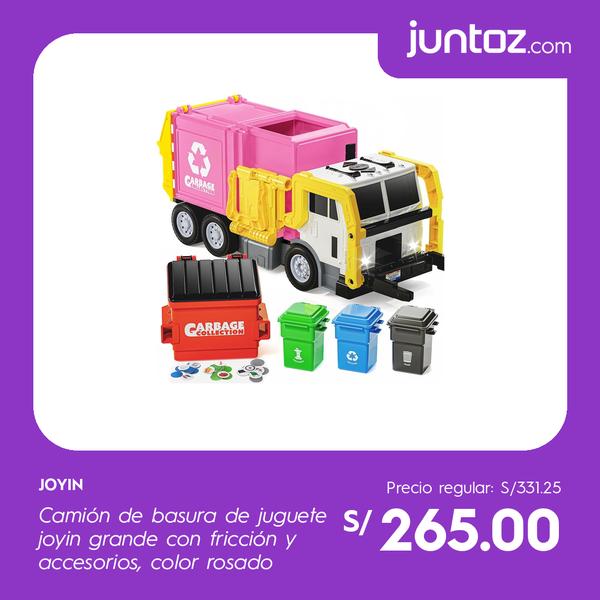 juntoz.com
GARBAGE
COLLECTION
GARBAGE
COLLECTION
JOYIN
Camión de basura de juguete
joyin grande con fricción y
accesorios, color rosado
Precio regular: S/331.25
S/ 265.00